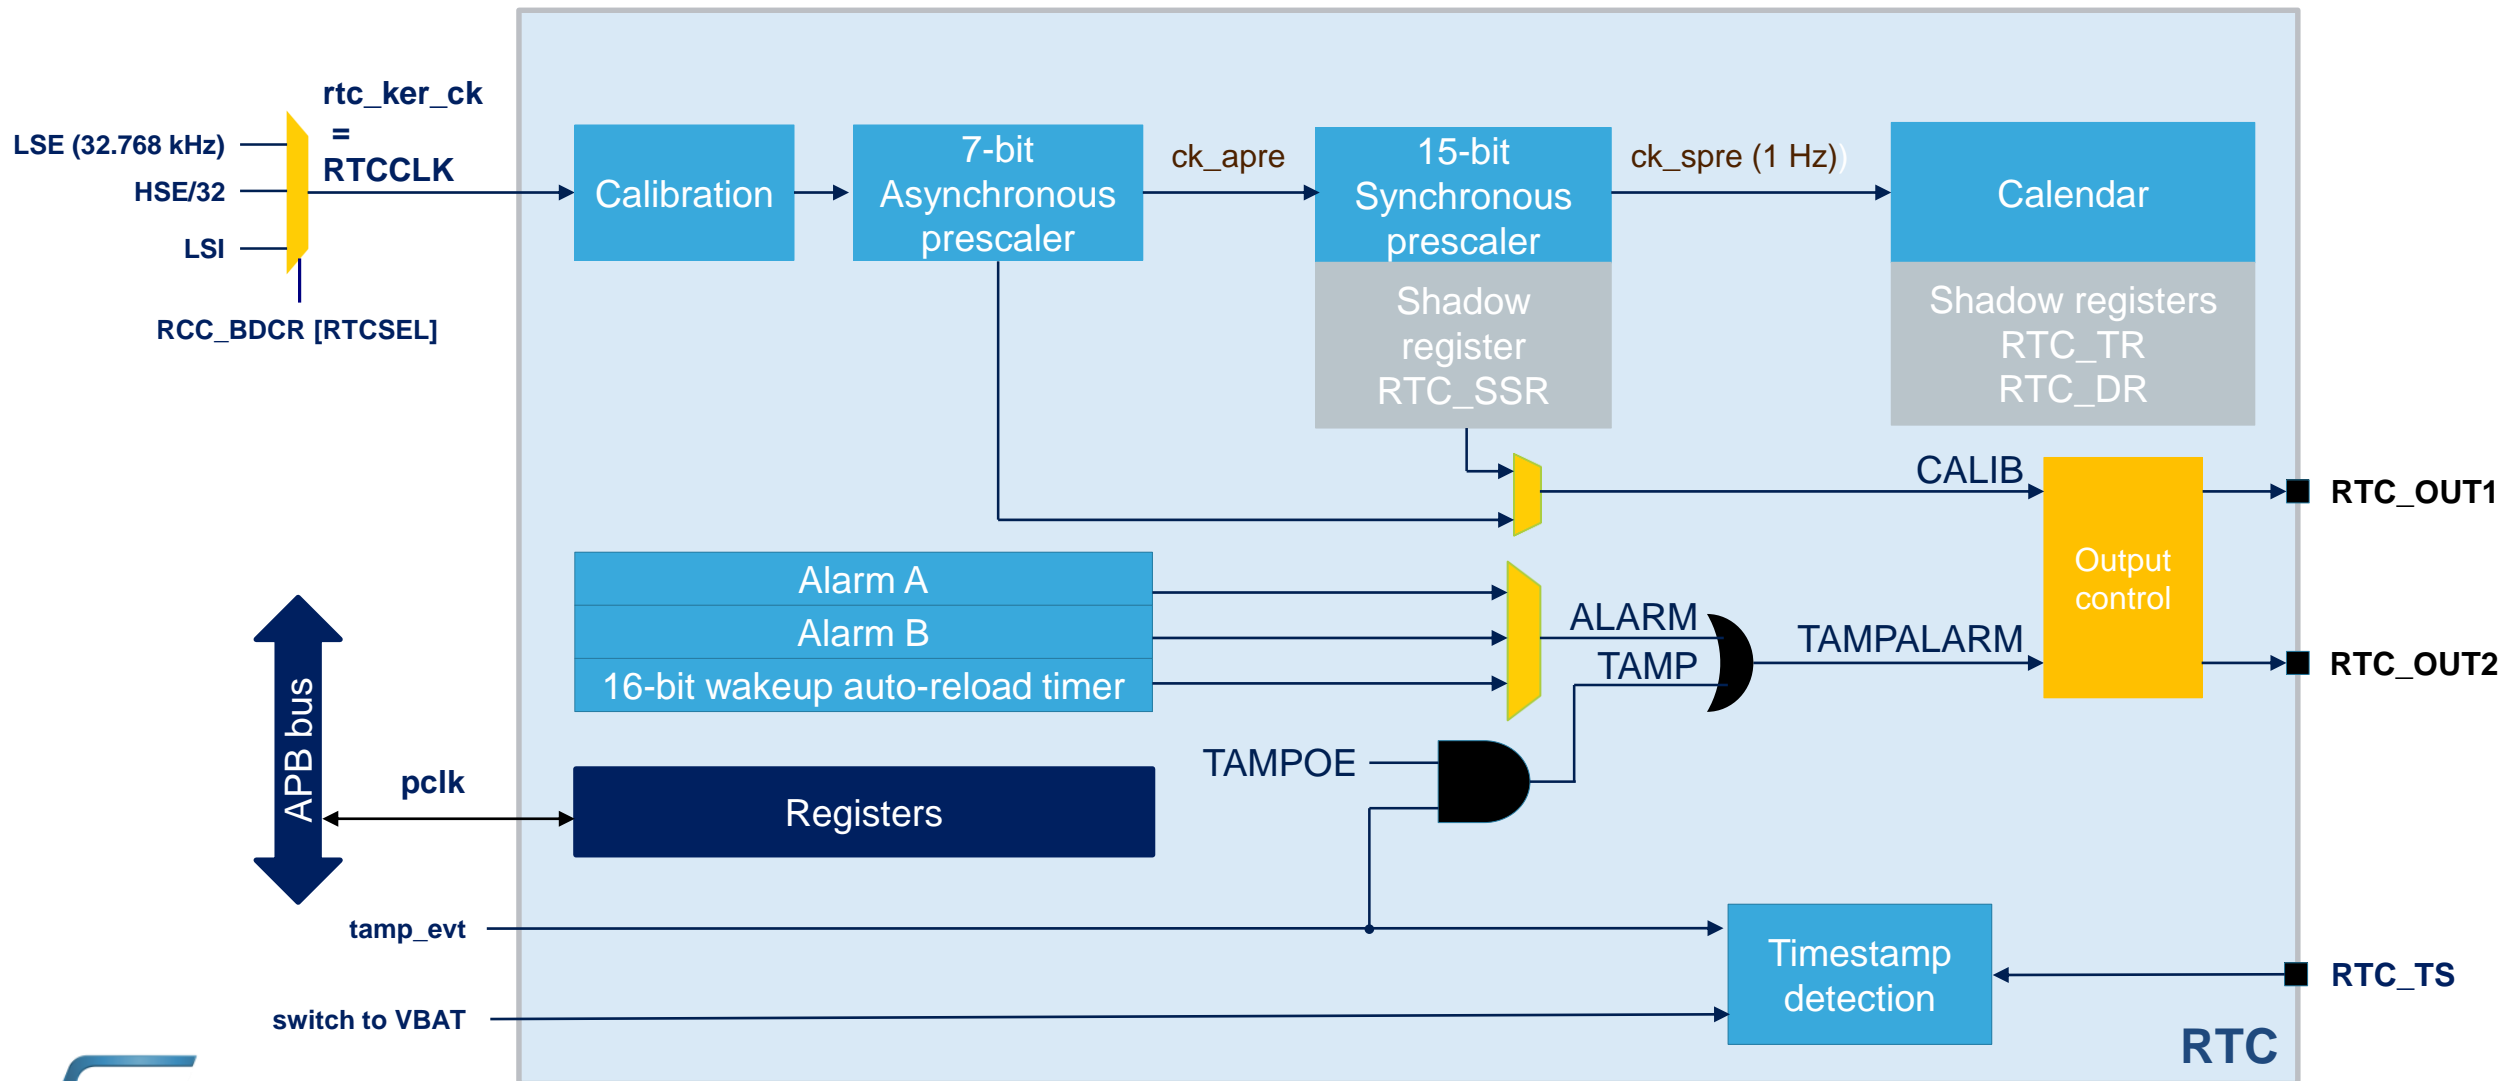 rtc_ker_ck
=
RTCCLK
LSE (32.768 kHz)
HSE/32
LSI
RCC_BDCR [RTCSEL]
Calibration
7-bit
Asynchronous
prescaler
ck_apre
15-bit
Synchronous
prescaler
Shadow
register
RTC_SSR
ck_spre (1 Hz))
Calendar
Shadow registers
RTC_TR
RTC_DR
CALIB
Output
control
RTC_OUT1
RTC_OUT2
Alarm A
Alarm B
16-bit wakeup auto-reload timer
ALARM
TAMP
TAMPALARM
APB bus
pclk
Registers
TAMPOE
tamp_evt
switch to VBAT
Timestamp
detection
RTC_TS
RTC